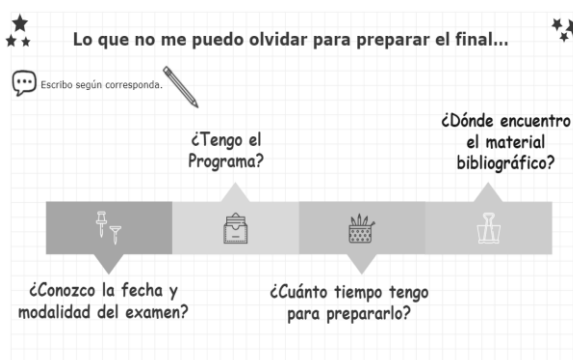 Lo que no me puedo olvidar para preparar el final...
Escribo según corresponda.
¿Tengo el
Programa?
¿Dónde encuentro
el material
bibliográfico?
¿Conozco la fecha y
modalidad del examen?
¿Cuánto tiempo tengo
para prepararlo?